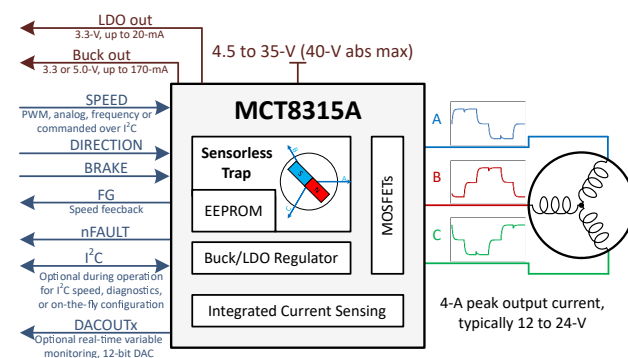 LDO out
3.3-V, up to 20-mA
Buck out
3.3 or 5.0-V, up to 170-mA
4.5 to 35-V (40-V abs max)
SPEED
PWM, analog, frequency or
commanded over I²C
DIRECTION
BRAKE
FG
Speed feecback
nFAULT
I²C
Optional during operation
for I²C speed, diagnostics,
or on-the-fly configuration
DACOUTx
Optional real-time variable
monitoring, 12-bit DAC
MCT8315A
Sensorless
Trap
B
A
C
S
N
EEPROM
MOSFETs
Buck/LDO Regulator
Integrated Current Sensing
A
B
C
4-A peak output current,
typically 12 to 24-V